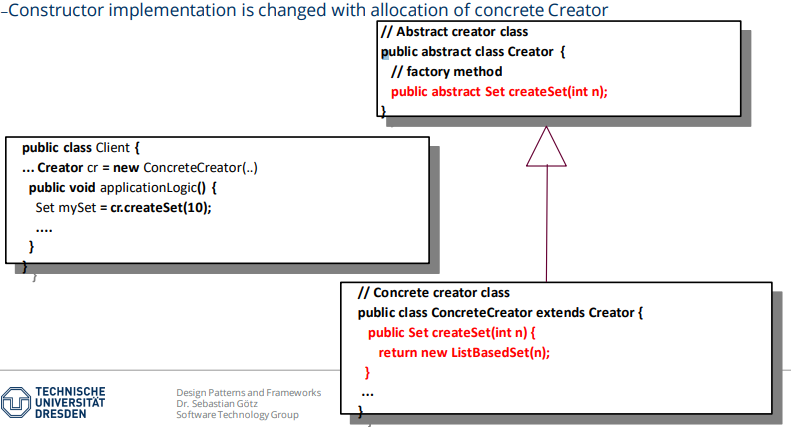 –Constructor implementation is changed with allocation of concrete Creator
// Abstract creator class
public abstract class Creator {
// factory method
public abstract Set createSet(int n);
}
public class Client {
... Creator cr = new ConcreteCreator(..)
public void applicationLogic() {
Set mySet = cr.createSet(10);
....
}
}
// Concrete creator class
public class ConcreteCreator extends Creator {
public Set createSet(int n) {
return new ListBasedSet(n);
}
...
}
TECHNISCHE
UNIVERSITÄT
DRESDEN
Design Patterns and Frameworks
Dr. Sebastian Götz
Software Technology Group